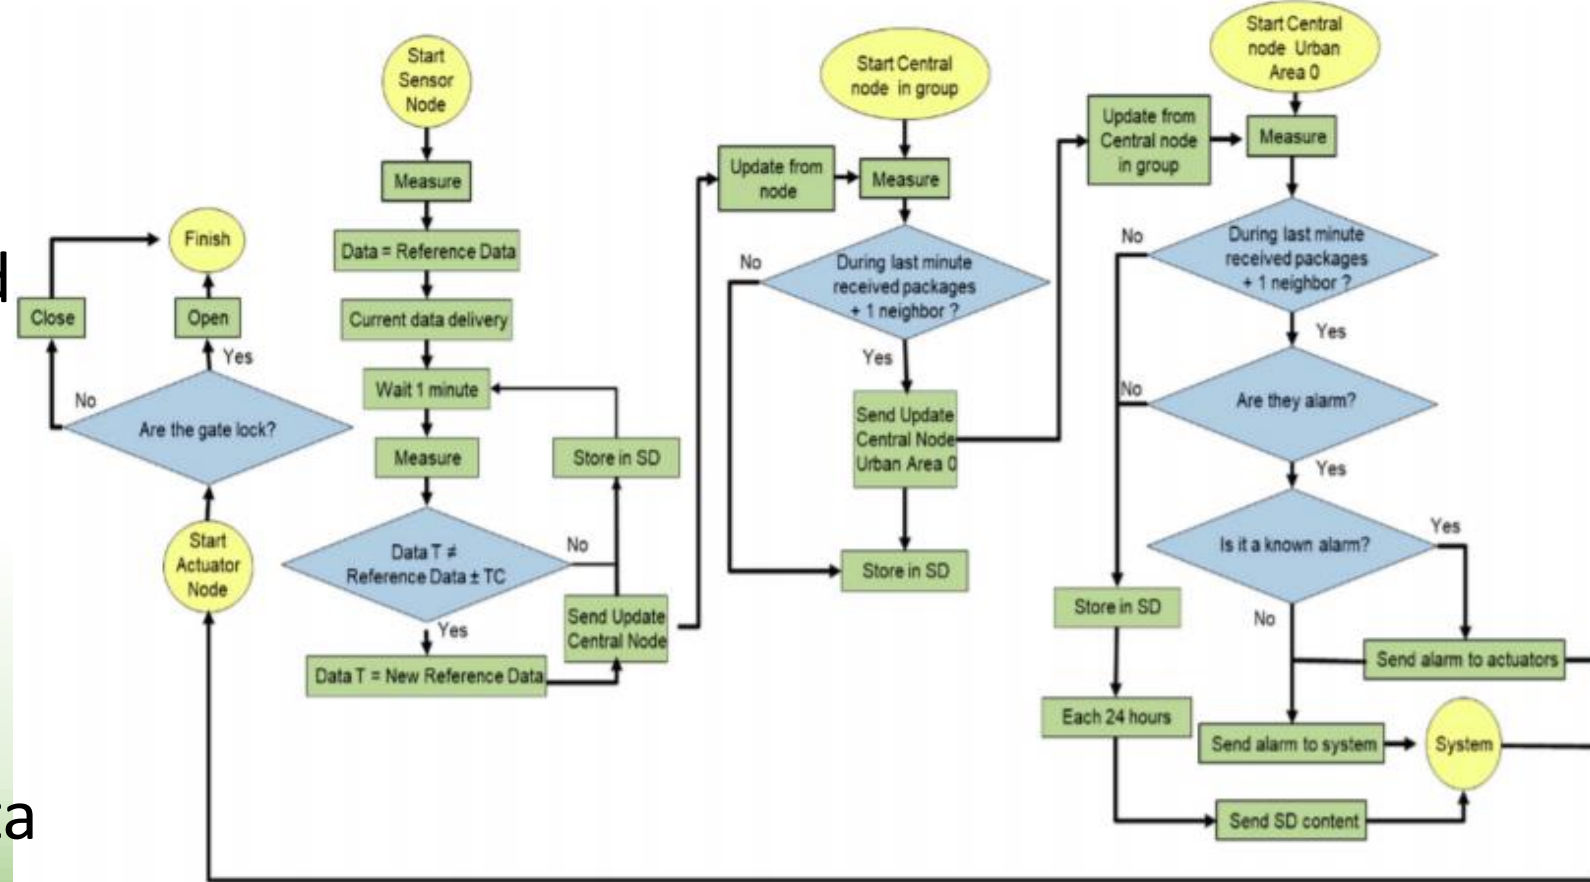 Start
Sensor
Node
Measure
Data = Reference Data
Current data delivery
Wait 1 minute
Measure
Data T ≠
Reference Data ± TC
No
Yes
Data T = New Reference Data
Send Update
Central Node
Store in SD
Finish
Close
Open
Yes
No
Are the gate lock?
Start
Actuator
Node
Start Central
node in group
Update from
node
Measure
During last minute
received packages
+ 1 neighbor ?
No
Yes
Send Update
Central Node
Urban Area 0
Store in SD
Start Central
node Urban
Area 0
Update from
Central node
in group
Measure
During last minute
received packages
+ 1 neighbor ?
No
Yes
Are they alarm?
No
Yes
Is it a known alarm?
Yes
No
Store in SD
Send alarm to actuators
Each 24 hours
Send alarm to system
System
Send SD content